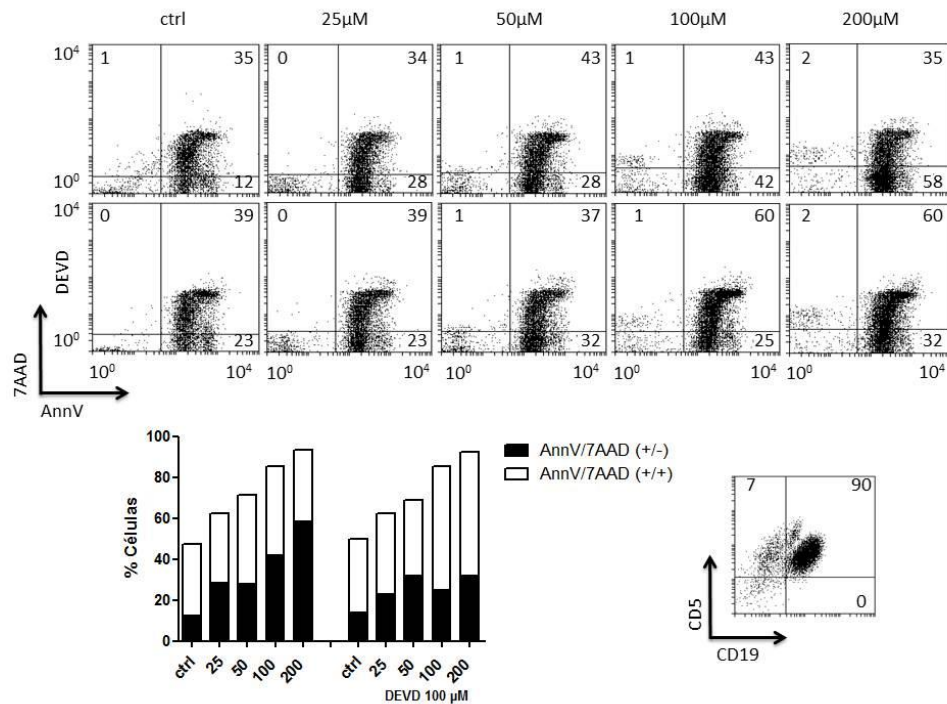 ctrl 25µM 50µM 100µM 200µM
10⁴
1 35 0 34 1 43 1 43 2 35
10⁰
12 28 28 42 58
10⁴
0 39 0 39 1 37 1 60 2 60
DEVD
10⁰
23 23 32 25 32
10⁰ 10⁴ 10⁰ 10⁴ 10⁰ 10⁴ 10⁰ 10⁴ 10⁰ 10⁴
7AAD
AnnV
100
80
60
40
20
0
% Células
AnnV/7AAD (+/-)
AnnV/7AAD (+/+)
ctrl 25 50 100 200 ctrl 25 50 100 200
DEVD 100 µM
7 90
0
CD5
CD19